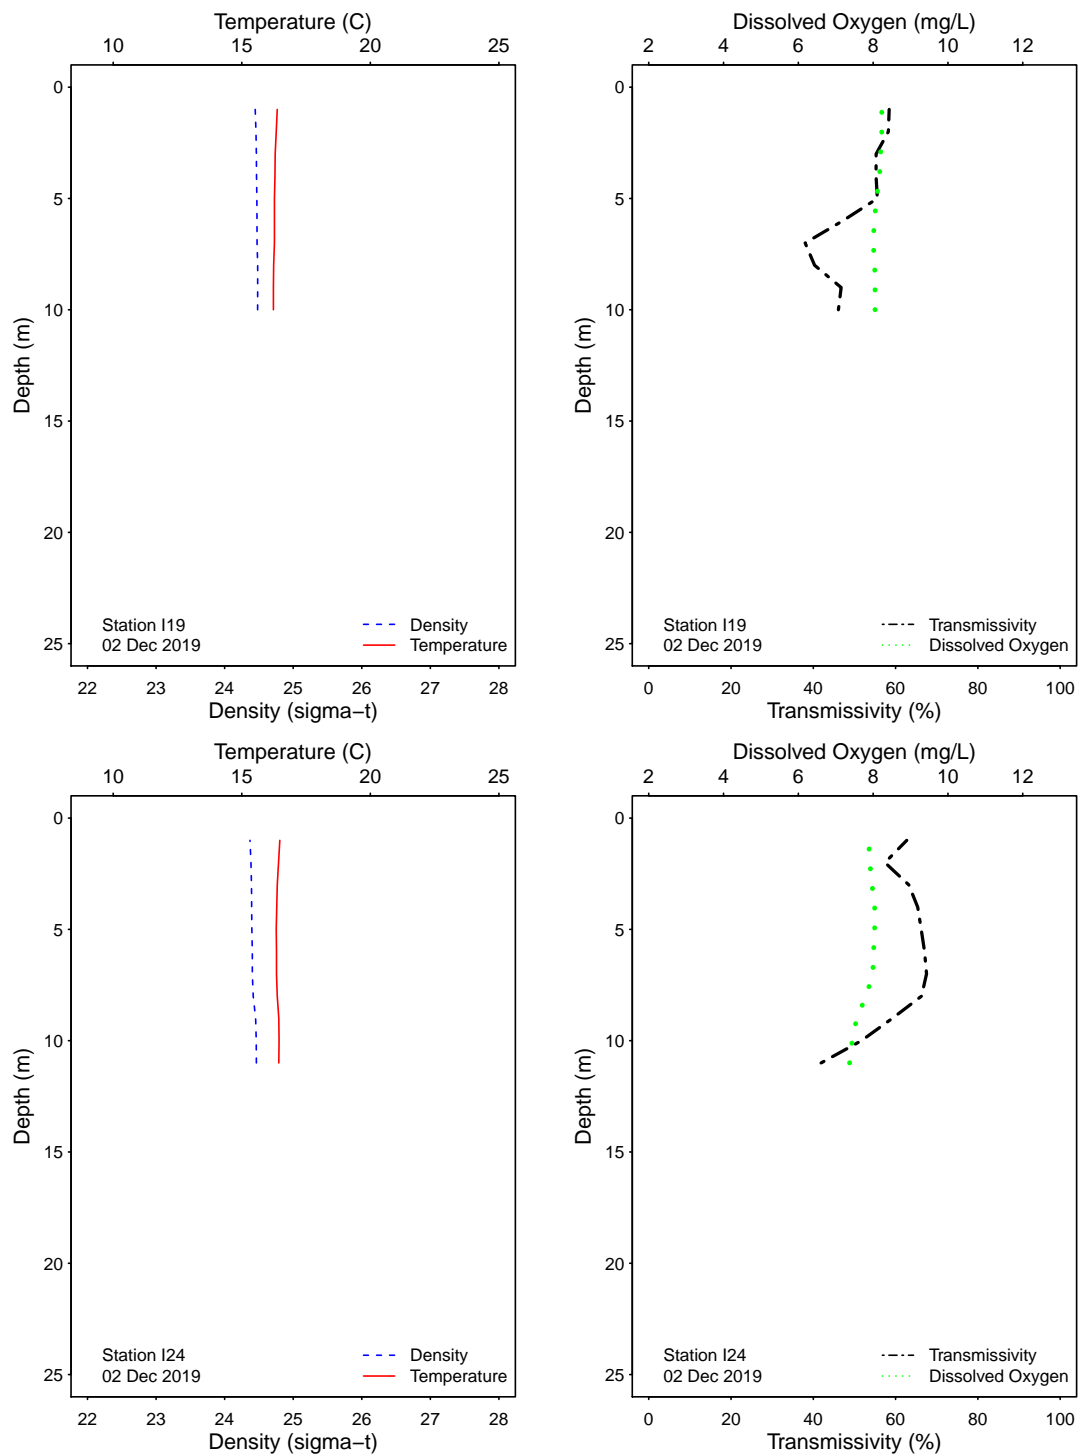 Temperature (C)
10 15 20 25
0
5
10
15
20
25
Depth (m)
Station I19
02 Dec 2019
Density
Temperature
22 23 24 25 26 27 28
Density (sigma−t)
Dissolved Oxygen (mg/L)
2 4 6 8 10 12
0
5
10
15
20
25
Depth (m)
Station I19
02 Dec 2019
Transmissivity
Dissolved Oxygen
0 20 40 60 80 100
Transmissivity (%)
Temperature (C)
10 15 20 25
0
5
10
15
20
25
Depth (m)
Station I24
02 Dec 2019
Density
Temperature
22 23 24 25 26 27 28
Density (sigma−t)
Dissolved Oxygen (mg/L)
2 4 6 8 10 12
0
5
10
15
20
25
Depth (m)
Station I24
02 Dec 2019
Transmissivity
Dissolved Oxygen
0 20 40 60 80 100
Transmissivity (%)